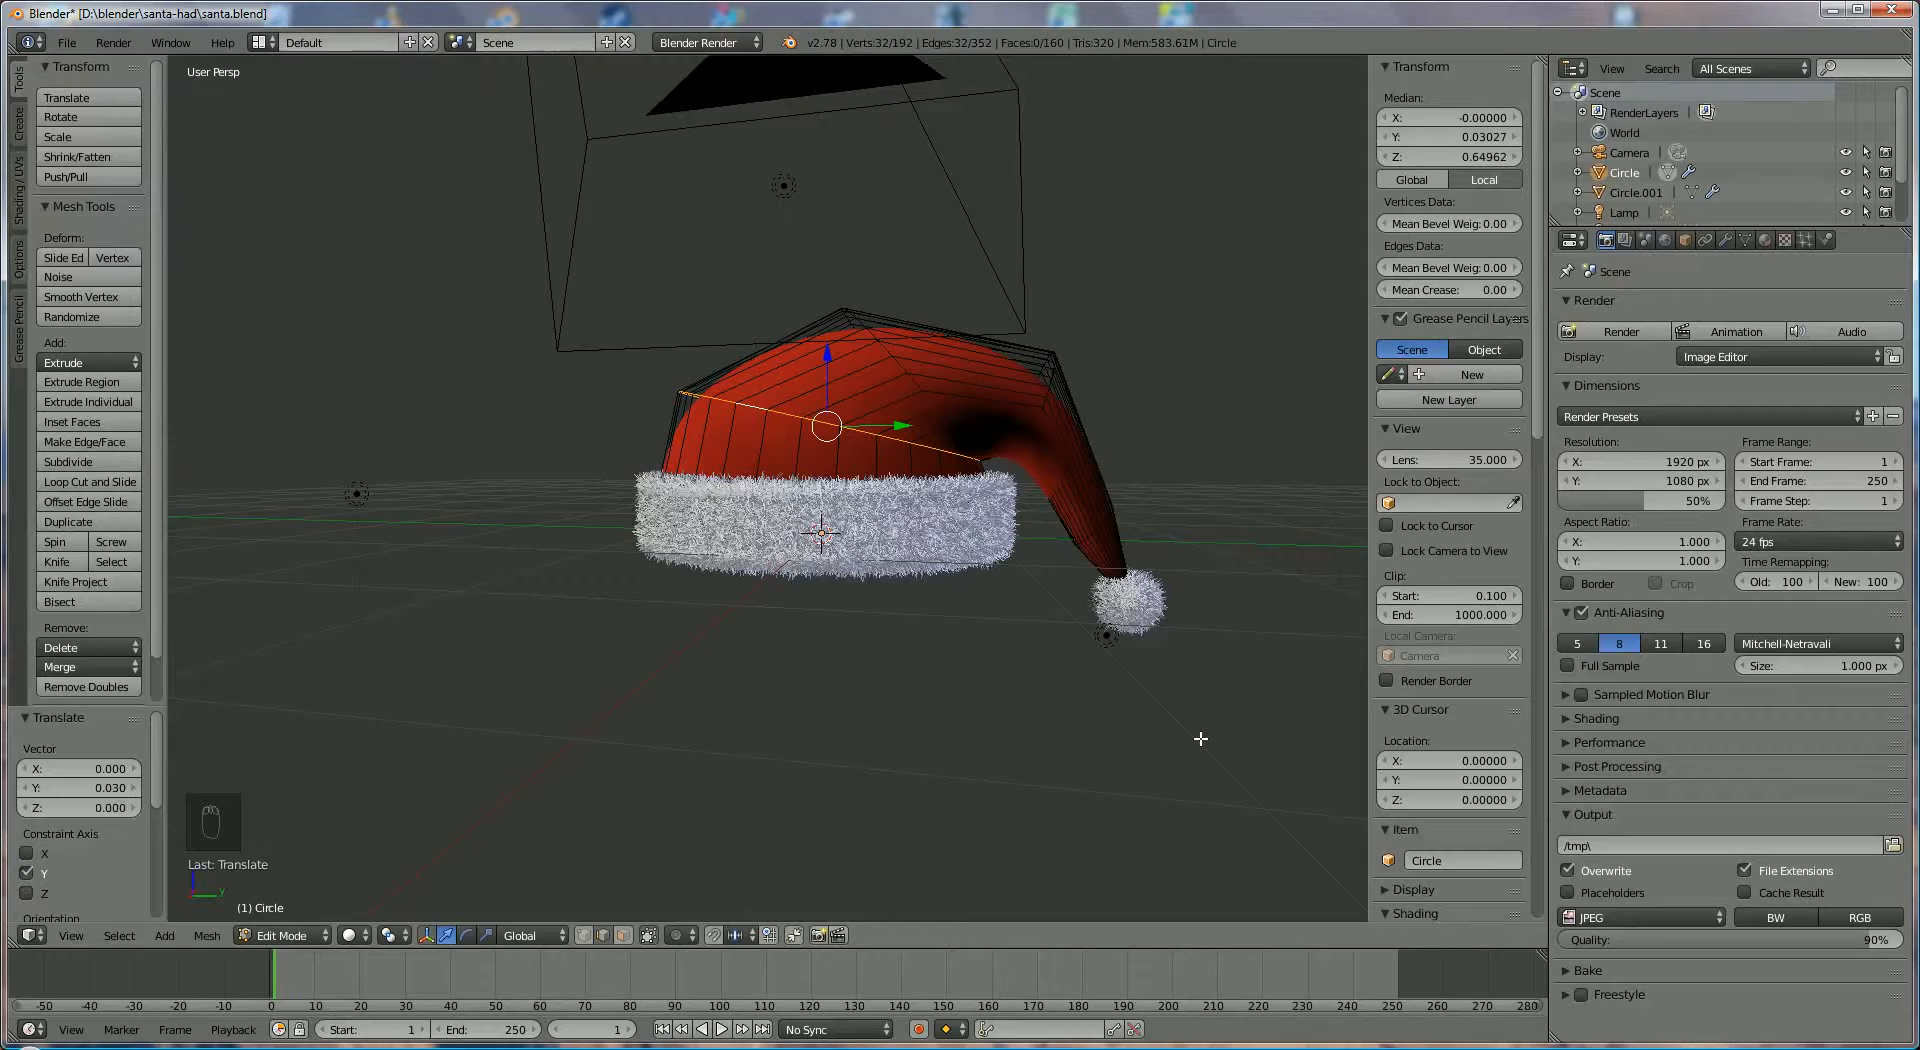 Blender* [D:\blender\santa-had\santa.blend]
File Render Window Help Default Scene Blender Render v2.78 | Verts:32/192 | Edges:32/352 | Faces:0/160 | Tris:320 | Mem:583.61M | Circle
Tools
Create
Shading / UVs
Options
Grease Pencil
Transform
Translate
Rotate
Scale
Shrink/Fatten
Push/Pull
Mesh Tools
Deform:
Slide Ed Vertex
Noise
Smooth Vertex
Randomize
Add:
Extrude
Extrude Region
Extrude Individual
Inset Faces
Make Edge/Face
Subdivide
Loop Cut and Slide
Offset Edge Slide
Duplicate
Spin Screw
Knife Select
Knife Project
Bisect
Remove:
Delete
Merge
Remove Doubles
Translate
Vector
X: 0.000
Y: 0.030
Z: 0.000
Constraint Axis
X
Y
Z
Orientation
User Persp
Last: Translate
y
(1) Circle
Transform
Median:
X: -0.00000
Y: 0.03027
Z: 0.64962
Global Local
Vertices Data:
Mean Bevel Weig: 0.00
Edges Data:
Mean Bevel Weig: 0.00
Mean Crease: 0.00
Grease Pencil Layers
Scene Object
New
New Layer
View
Lens: 35.000
Lock to Object:
Lock to Cursor
Lock Camera to View
Clip:
Start: 0.100
End: 1000.000
Local Camera:
Camera
Render Border
3D Cursor
Location:
X: 0.00000
Y: 0.00000
Z: 0.00000
Item
Circle
Display
Shading
View Search All Scenes
Scene
RenderLayers
World
Camera
Circle
Circle.001
Lamp
Scene
Render
Render Animation Audio
Display: Image Editor
Dimensions
Render Presets
Resolution: Frame Range:
X: 1920 px Start Frame: 1
Y: 1080 px End Frame: 250
50% Frame Step: 1
Aspect Ratio: Frame Rate:
X: 1.000 24 fps
Y: 1.000 Time Remapping:
Border Crop Old: 100 New: 100
Anti-Aliasing
5 8 11 16 Mitchell-Netravali
Full Sample Size: 1.000 px
Sampled Motion Blur
Shading
Performance
Post Processing
Metadata
Output
/tmp\
Overwrite File Extensions
Placeholders Cache Result
JPEG BW RGB
Quality: 90%
Bake
Freestyle
View Select Add Mesh Edit Mode Global
-50 -40 -30 -20 -10 0 10 20 30 40 50 60 70 80 90 100 110 120 130 140 150 160 170 180 190 200 210 220 230 240 250 260 270 280
View Marker Frame Playback Start: 1 End: 250 1 No Sync